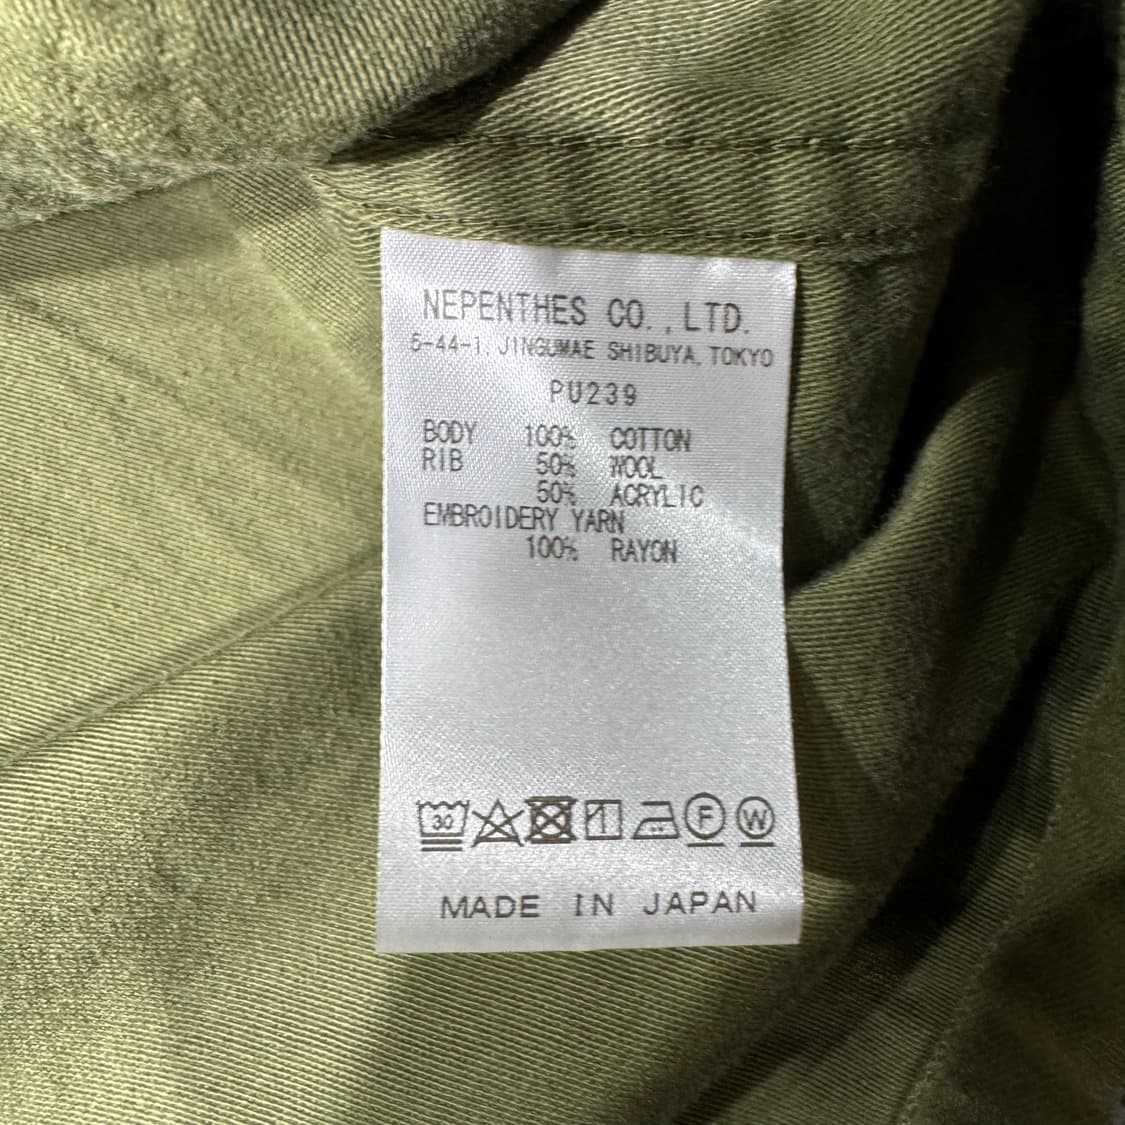 NEPENTHES CO., LTD.
5-44-1, JINGUMAE SHIBUYA, TOKYO
PU239
BODY 100% COTTON
RIB 50% WOOL
50% ACRYLIC
EMBROIDERY YARN
100% RAYON
30 F W
MADE IN JAPAN